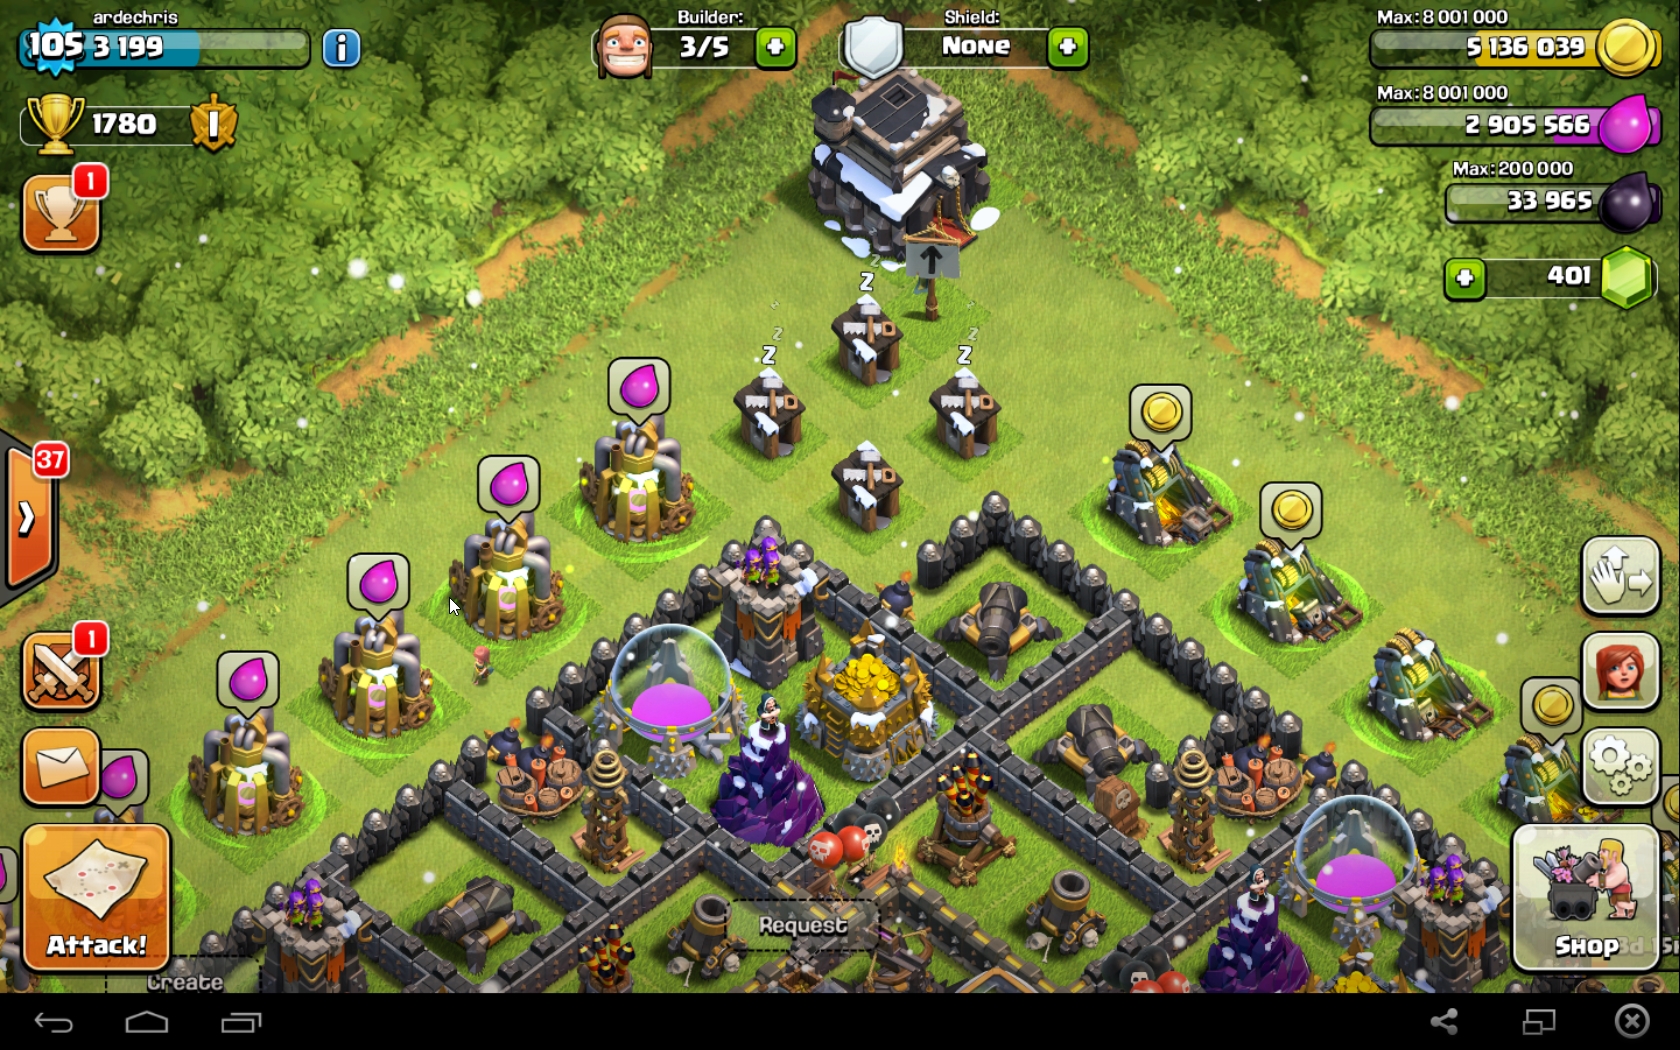 ardechris
105 3 199
Builder:
3/5
Shield:
None
Max: 8 001 000
5 136 039
Max: 8 001 000
2 905 566
Max: 200 000
33 965
401
1780
1
37
1
Z
Z
Z
Z
Z
Z
Attack!
Create
Request
Shop